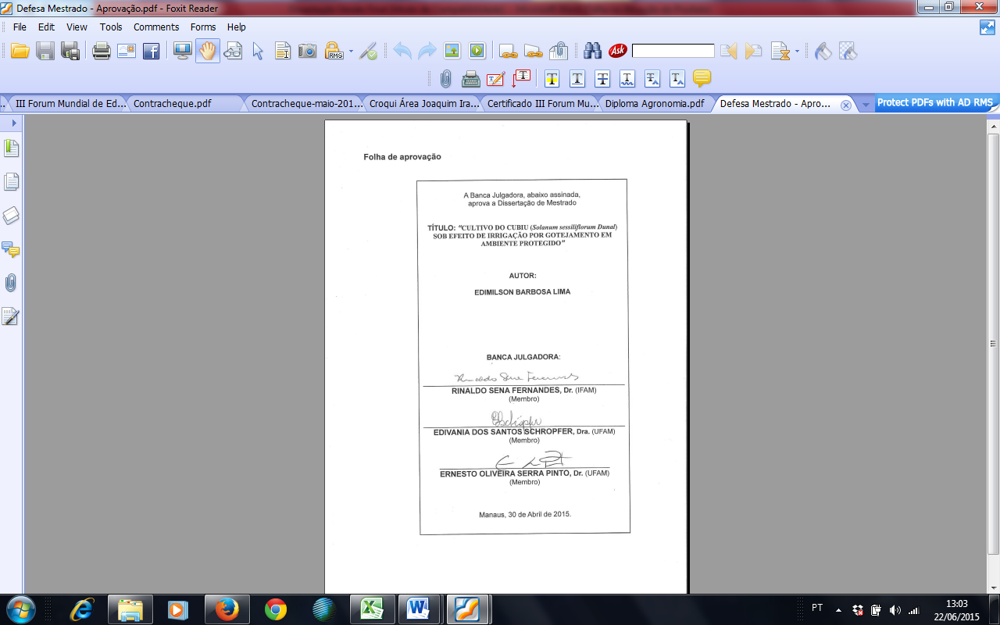 Defesa Mestrado - Aprovação.pdf - Foxit Reader
File Edit View Tools Comments Forms Help
RMS
Ask
III Forum Mundial de Ed... Contracheque.pdf Contracheque-maio-201... Croqui Área Joaquim Ira... Certificado III Forum Mu... Diploma Agronomia.pdf Defesa Mestrado - Apro... Protect PDFs with AD RMS
Folha de aprovação
A Banca Julgadora, abaixo assinada,
aprova a Dissertação de Mestrado
TÍTULO: "CULTIVO DO CUBIU (Solanum sessiliflorum Dunal)
SOB EFEITO DE IRRIGAÇÃO POR GOTEJAMENTO EM
AMBIENTE PROTEGIDO"
AUTOR:
EDIMILSON BARBOSA LIMA
BANCA JULGADORA:
Rinaldo Sena Fernandes
RINALDO SENA FERNANDES, Dr. (IFAM)
(Membro)
EDIVANIA DOS SANTOS SCHROPFER, Dra. (UFAM)
(Membro)
ERNESTO OLIVEIRA SERRA PINTO, Dr. (UFAM)
(Membro)
Manaus, 30 de Abril de 2015.
PT
13:03
22/06/2015